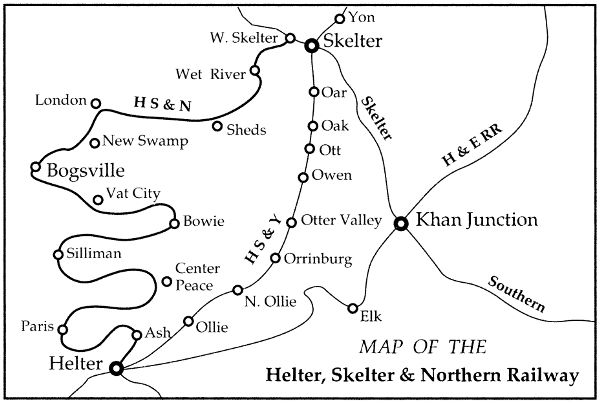 Yon
W. Skelter
Skelter
Wet River
London
H S & N
Oar
Skelter
Sheds
Oak
New Swamp
Ott
H & E RR
Bogsville
Owen
Vat City
Bowie
Otter Valley
Khan Junction
H S & Y
Silliman
Orrinburg
Center
Peace
Southern
N. Ollie
Elk
Paris
Ash
Ollie
Helter
MAP OF THE
Helter, Skelter & Northern Railway